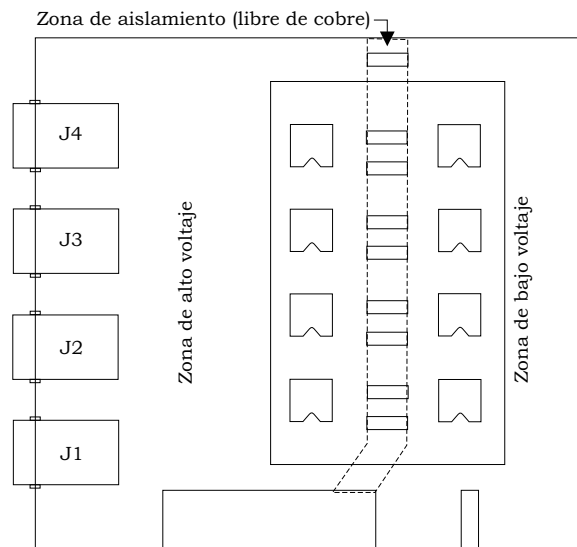 Zona de aislamiento (libre de cobre)
J4
J3
J2
J1
Zona de alto voltaje
Zona de bajo voltaje